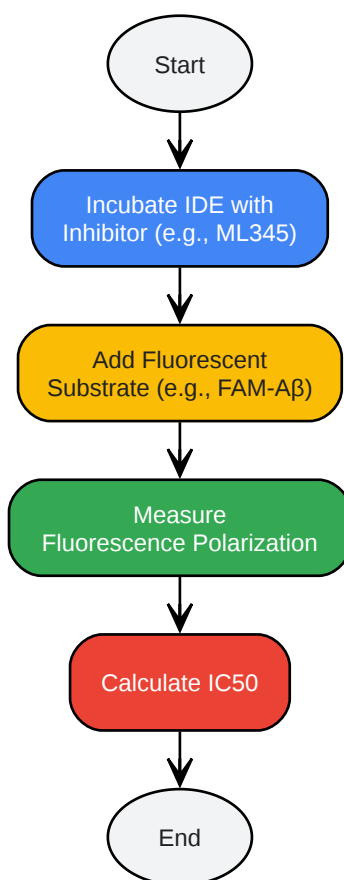 Start
Incubate IDE with
Inhibitor (e.g., ML345)
Add Fluorescent
Substrate (e.g., FAM-Aβ)
Measure
Fluorescence Polarization
Calculate IC50
End